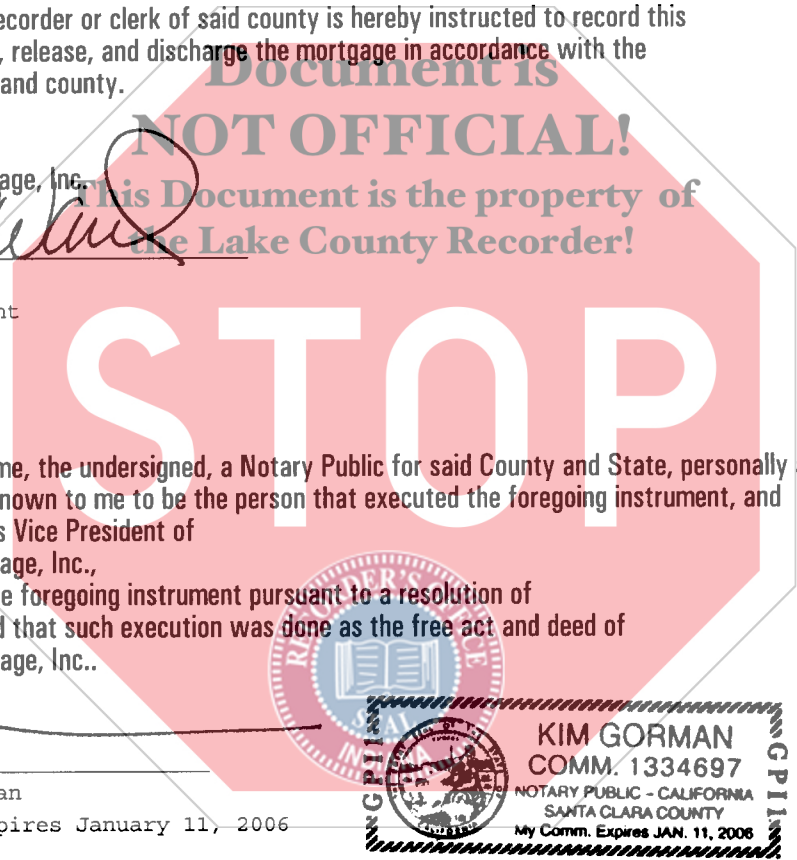 ecorder or clerk of said county is hereby instructed to record this
, release, and discharge the mortgage in accordance with the
and county.
Document is
NOT OFFICIAL!
This Document is the property of
the Lake County Recorder!
age, Inc.
nt
STOP
me, the undersigned, a Notary Public for said County and State, personally
nown to me to be the person that executed the foregoing instrument, and
s Vice President of
age, Inc.,
e foregoing instrument pursuant to a resolution of
d that such execution was done as the free act and deed of
age, Inc..
RECORDER'S OFFICE
SEAL
INDIANA
an
pires January 11, 2006
KIM GORMAN
COMM. 1334697
NOTARY PUBLIC - CALIFORNIA
SANTA CLARA COUNTY
My Comm. Expires JAN. 11, 2006